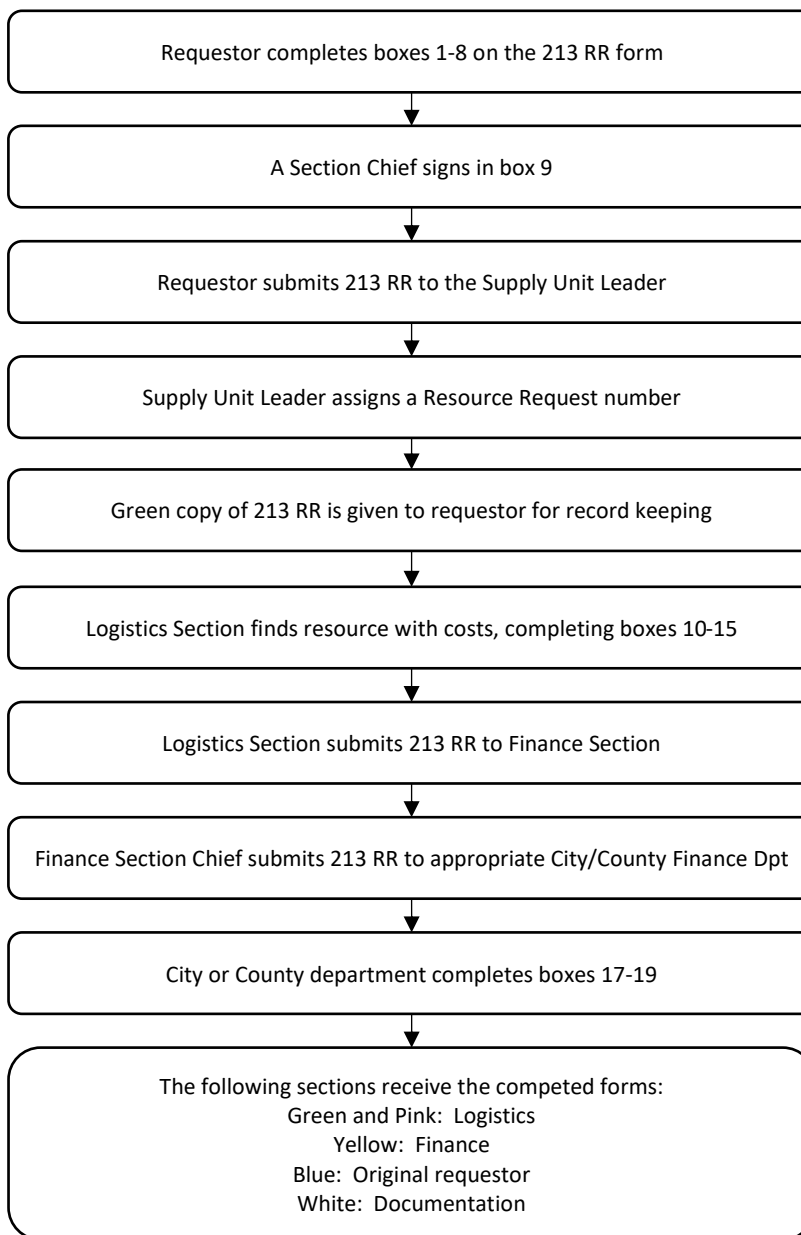 Requestor completes boxes 1-8 on the 213 RR form
A Section Chief signs in box 9
Requestor submits 213 RR to the Supply Unit Leader
Supply Unit Leader assigns a Resource Request number
Green copy of 213 RR is given to requestor for record keeping
Logistics Section finds resource with costs, completing boxes 10-15
Logistics Section submits 213 RR to Finance Section
Finance Section Chief submits 213 RR to appropriate City/County Finance Dpt
City or County department completes boxes 17-19
The following sections receive the competed forms:
Green and Pink: Logistics
Yellow: Finance
Blue: Original requestor
White: Documentation